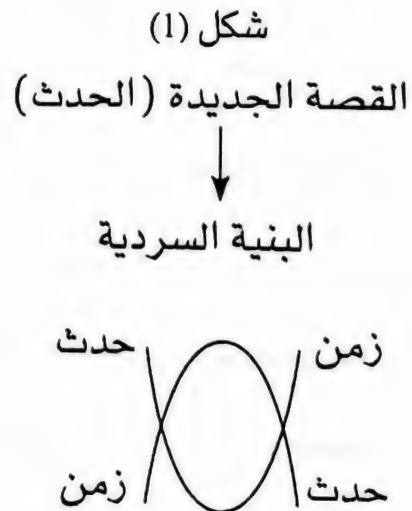 شكل (1)
القصة الجديدة (الحدث)
البنية السردية
زمن حدث
حدث زمن